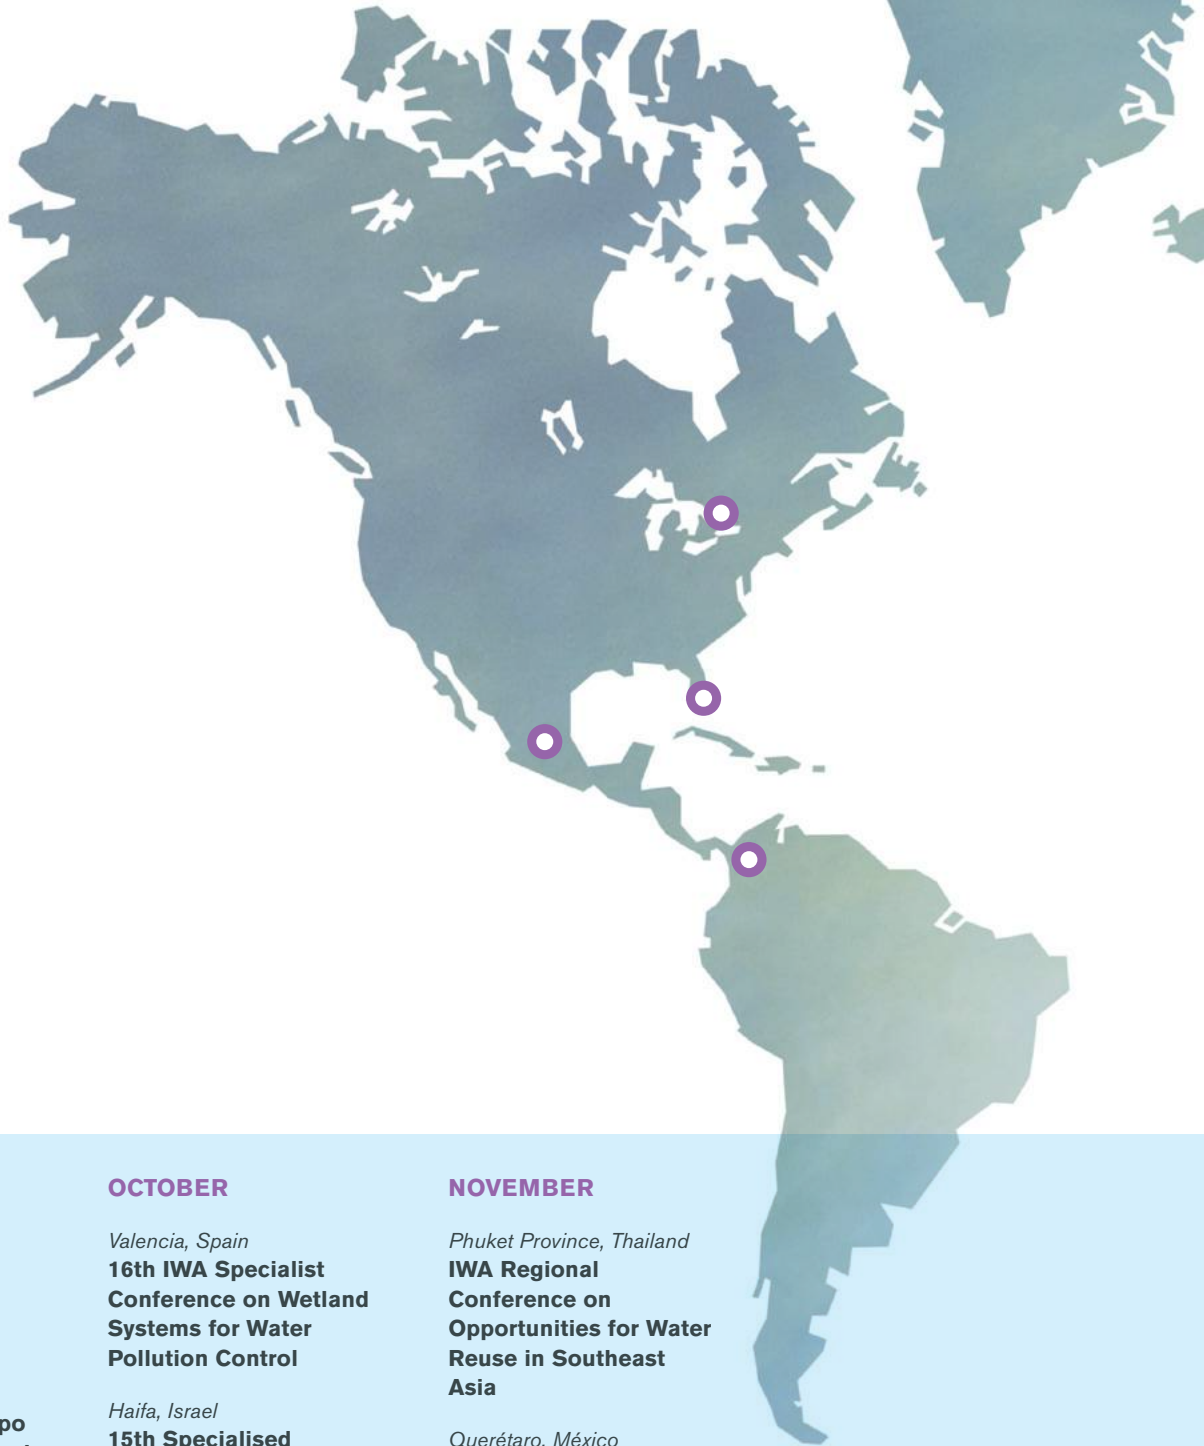 OCTOBER
Valencia, Spain
16th IWA Specialist
Conference on Wetland
Systems for Water
Pollution Control
Haifa, Israel
15th Specialised
NOVEMBER
Phuket Province, Thailand
IWA Regional
Conference on
Opportunities for Water
Reuse in Southeast
Asia
Querétaro, México
po